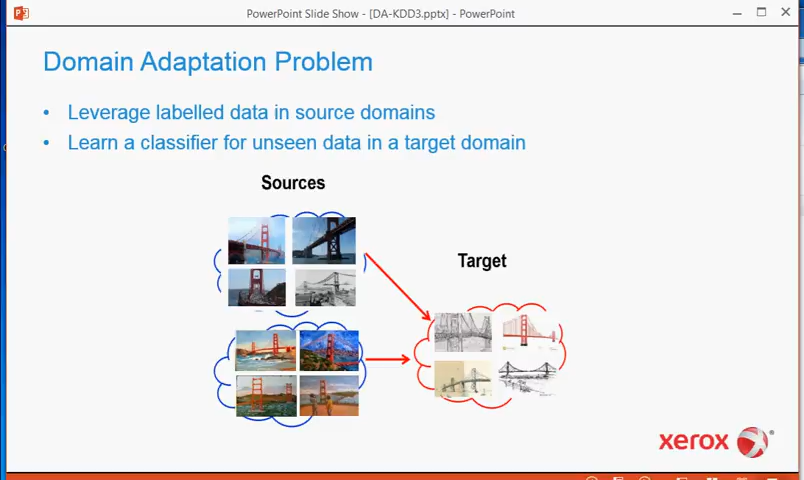 PowerPoint Slide Show - [DA-KDD3.pptx] - PowerPoint
Domain Adaptation Problem
• Leverage labelled data in source domains
• Learn a classifier for unseen data in a target domain
Sources
Target
xerox